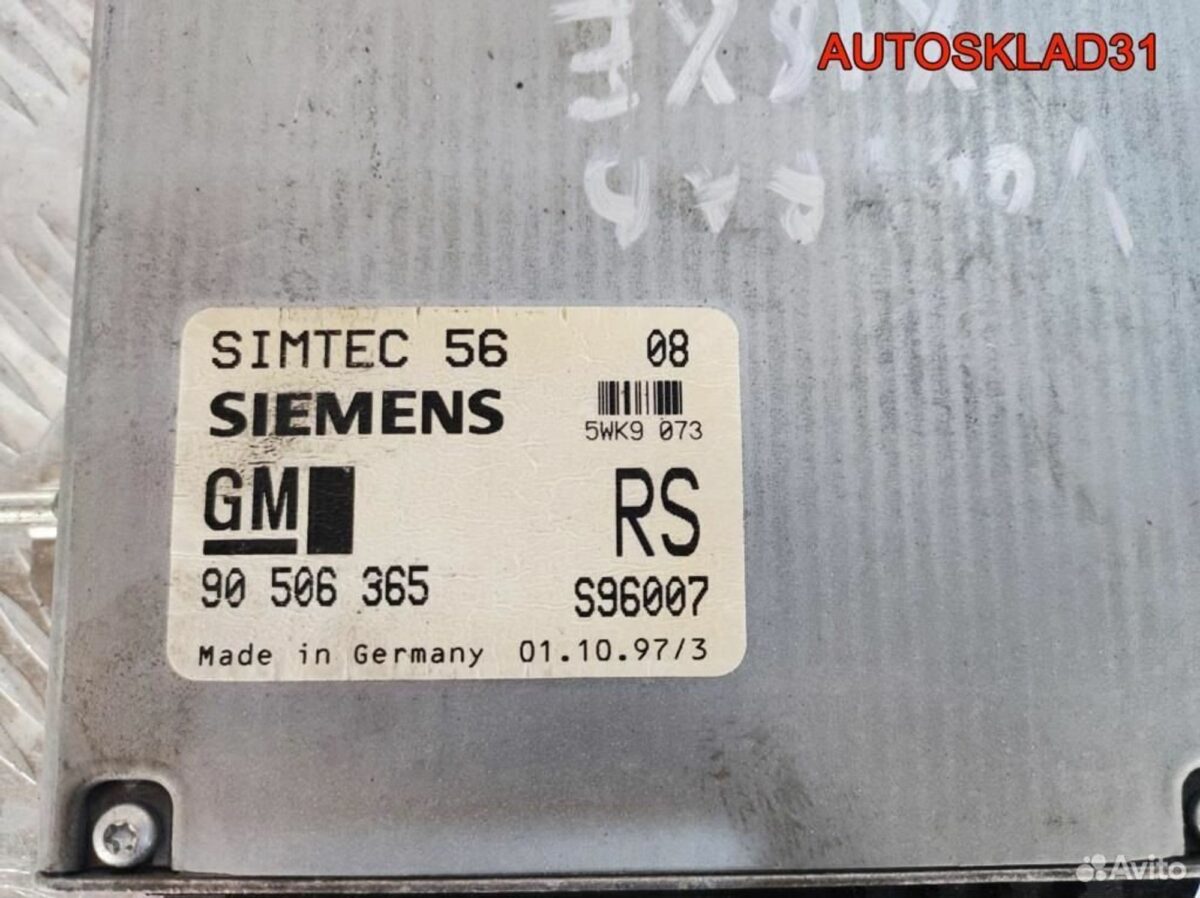 AUTOSKLAD31
SIMTEC 56 08
SIEMENS
5WK9 073
GM
RS
90 506 365
S96007
Made in Germany 01.10.97/3
Avito